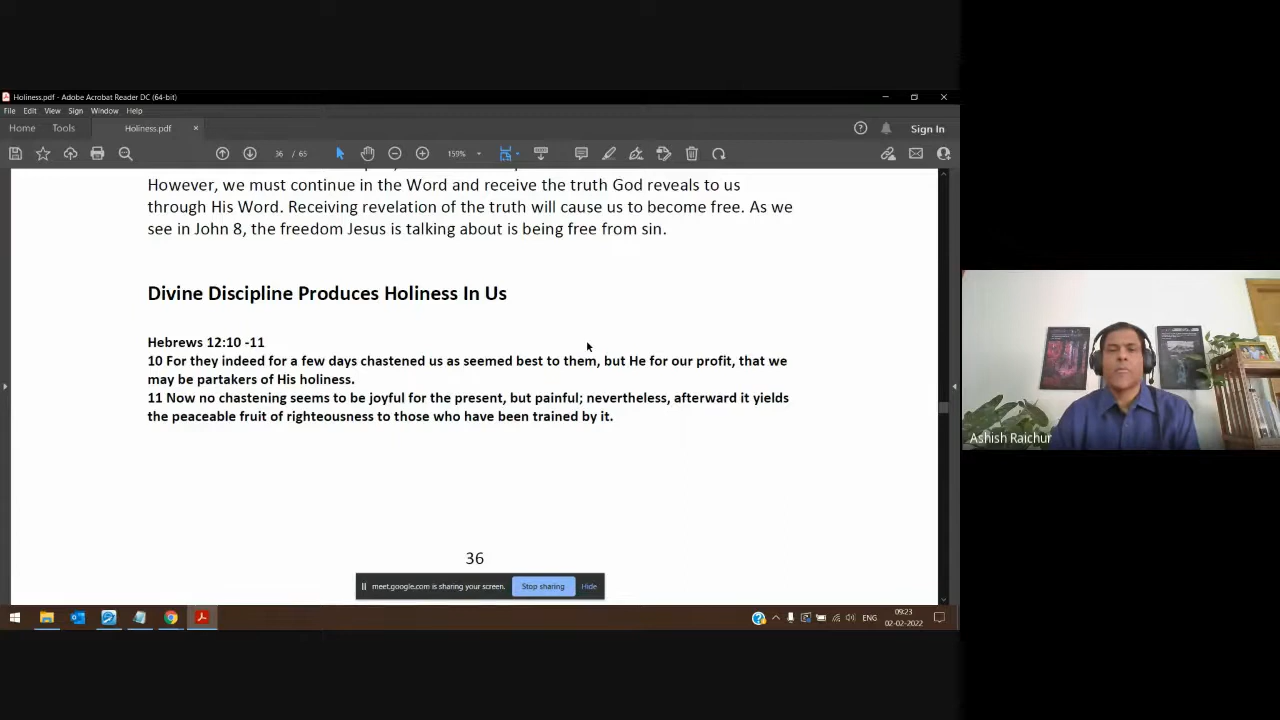 Holiness.pdf - Adobe Acrobat Reader DC (64-bit)
File Edit View Sign Window Help
Home Tools Holiness.pdf × Sign In
36 / 65 159%
However, we must continue in the Word and receive the truth God reveals to us
through His Word. Receiving revelation of the truth will cause us to become free. As we
see in John 8, the freedom Jesus is talking about is being free from sin.
Divine Discipline Produces Holiness In Us
Hebrews 12:10 -11
10 For they indeed for a few days chastened us as seemed best to them, but He for our profit, that we
may be partakers of His holiness.
11 Now no chastening seems to be joyful for the present, but painful; nevertheless, afterward it yields
the peaceable fruit of righteousness to those who have been trained by it.
36
meet.google.com is sharing your screen. Stop sharing Hide
ENG 09:23
02-02-2022
Ashish Raichur